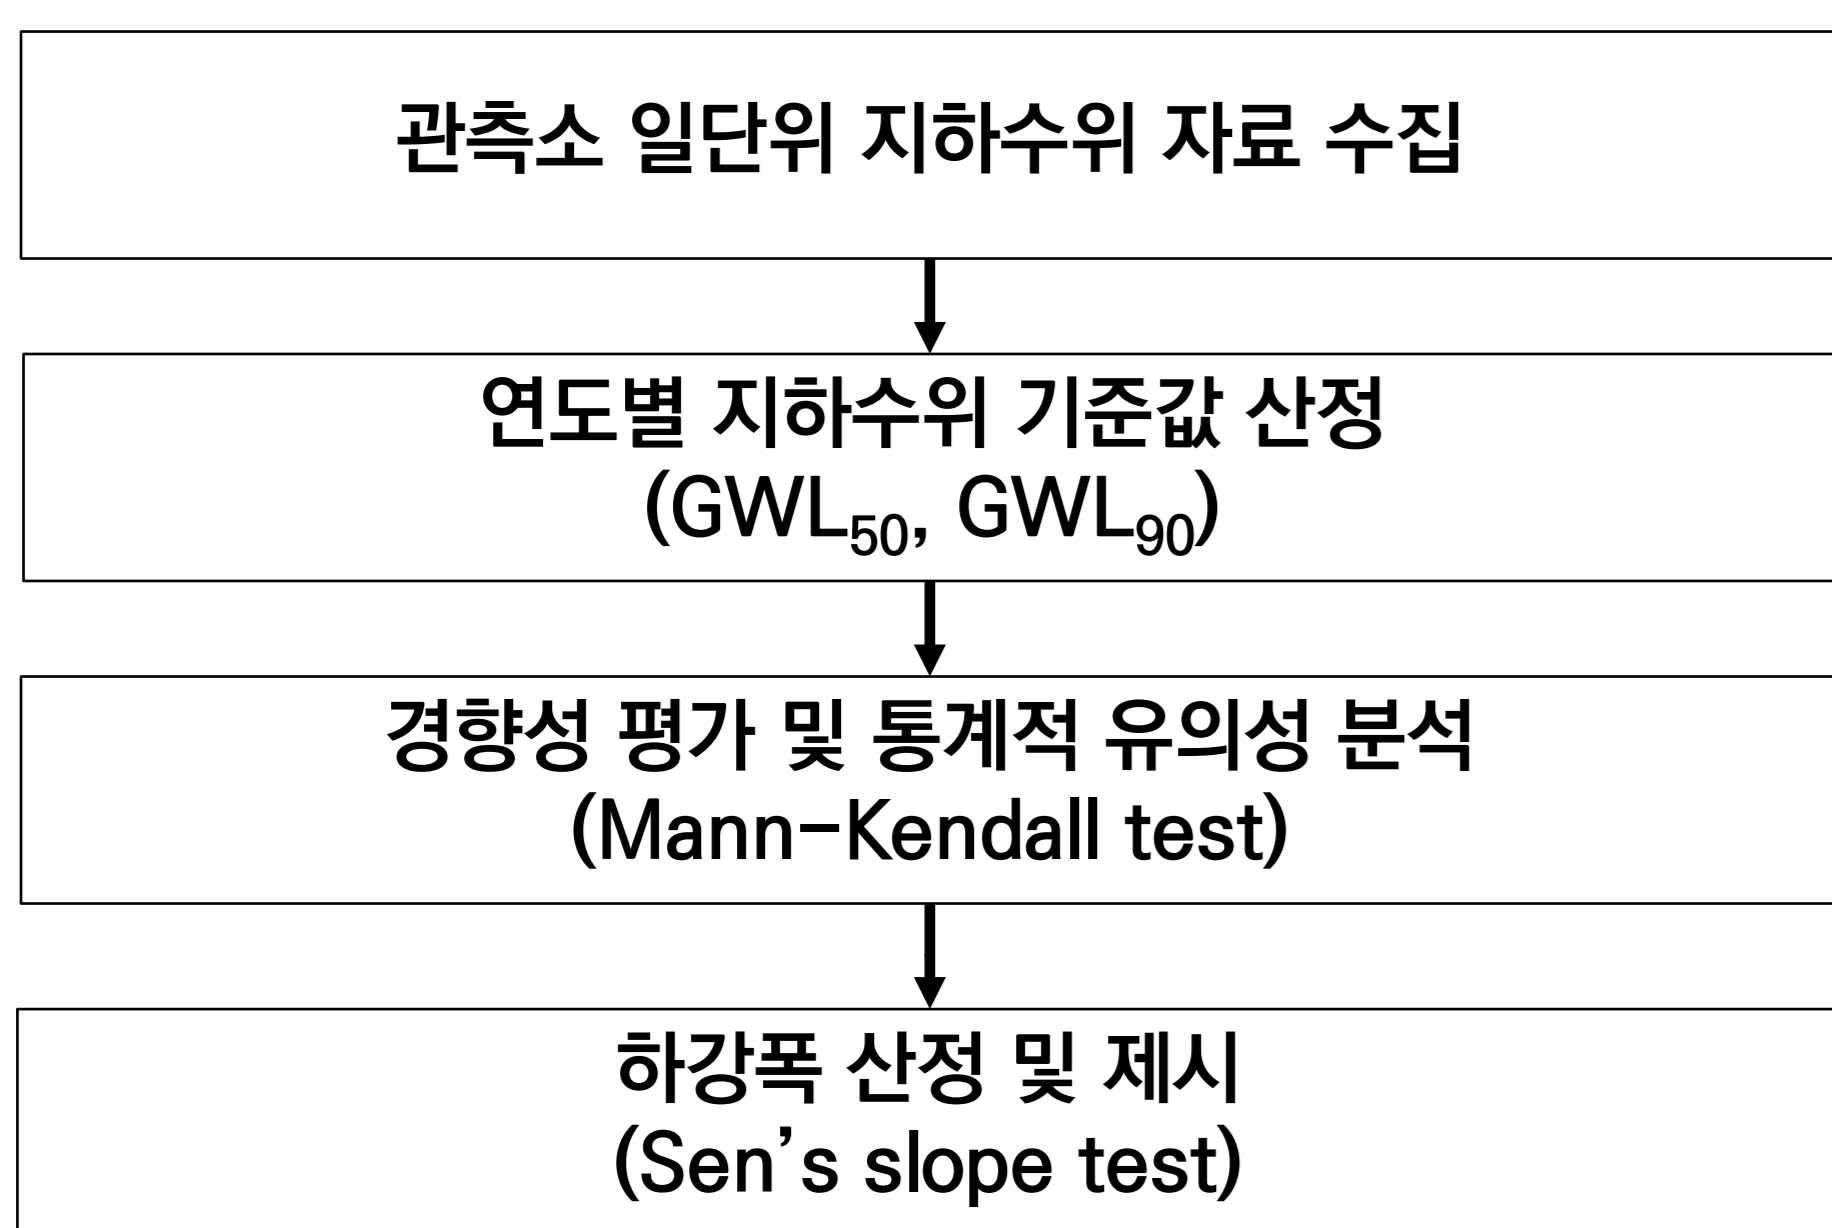 관측소 일단위 지하수위 자료 수집
연도별 지하수위 기준값 산정
(GWL50, GWL90)
경향성 평가 및 통계적 유의성 분석
(Mann-Kendall test)
하강폭 산정 및 제시
(Sen's slope test)